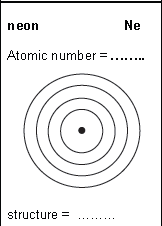 neon Ne
Atomic number = ........
structure = .........